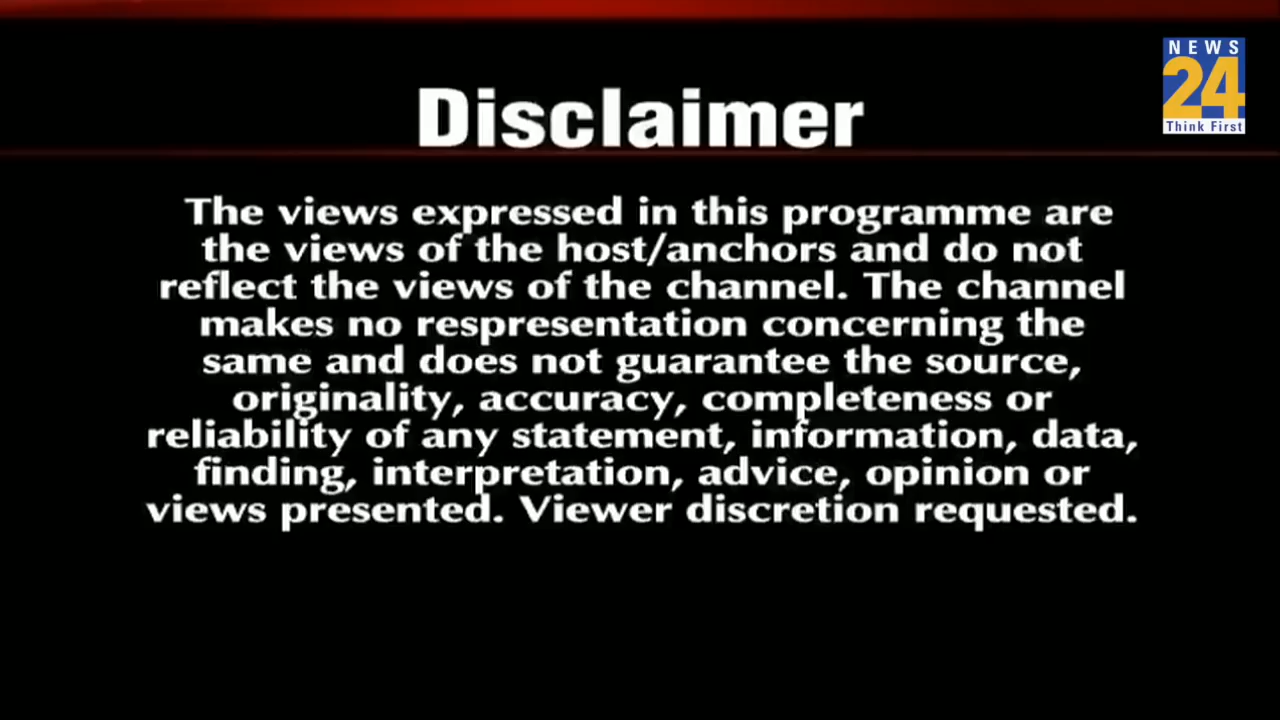 NEWS
24
Think First
Disclaimer
The views expressed in this programme are
the views of the host/anchors and do not
reflect the views of the channel. The channel
makes no respresentation concerning the
same and does not guarantee the source,
originality, accuracy, completeness or
reliability of any statement, information, data,
finding, interpretation, advice, opinion or
views presented. Viewer discretion requested.